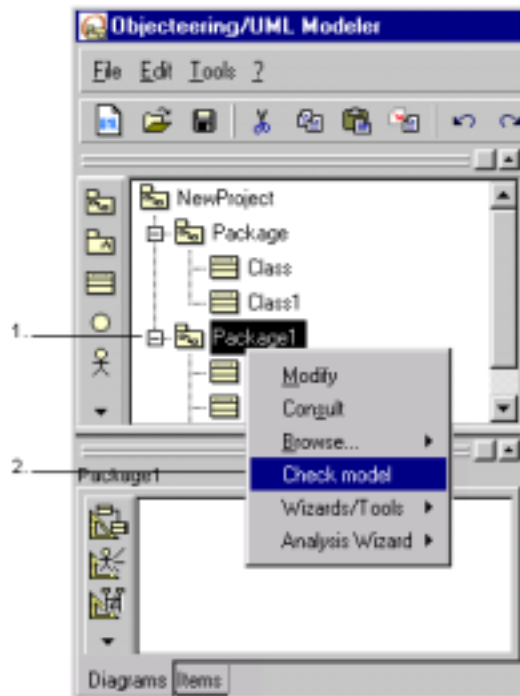 Objecteering/UML Modeler
File Edit Tools ?
NewProject
Package
Class
Class1
1.
Package1
Modify
Consult
Browse...
2.
Check model
Package1
Wizards/Tools
Analysis Wizard
Diagrams Items